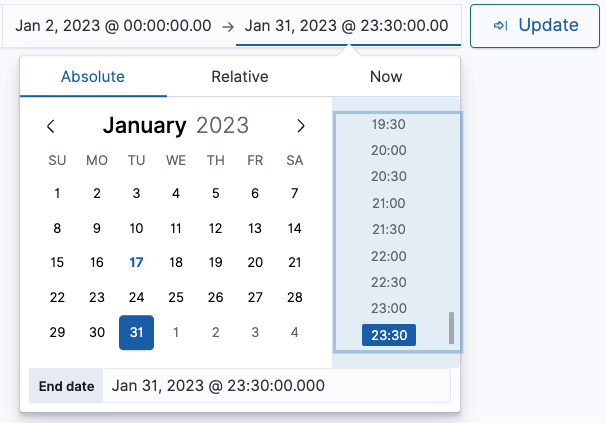 Jan 2, 2023 @ 00:00:00.00 → Jan 31, 2023 @ 23:30:00.00 Update
Absolute Relative Now
January 2023
SU MO TU WE TH FR SA
1 2 3 4 5 6 7
8 9 10 11 12 13 14
15 16 17 18 19 20 21
22 23 24 25 26 27 28
29 30 31 1 2 3 4
19:30
20:00
20:30
21:00
21:30
22:00
22:30
23:00
23:30
End date Jan 31, 2023 @ 23:30:00.000